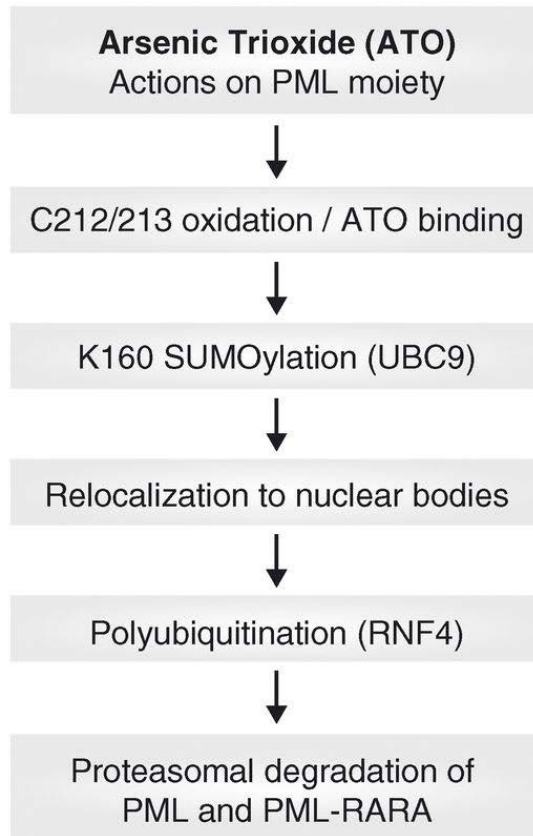 Arsenic Trioxide (ATO)
Actions on PML moiety
C212/213 oxidation / ATO binding
K160 SUMOylation (UBC9)
Relocalization to nuclear bodies
Polyubiquitination (RNF4)
Proteasomal degradation of
PML and PML-RARA